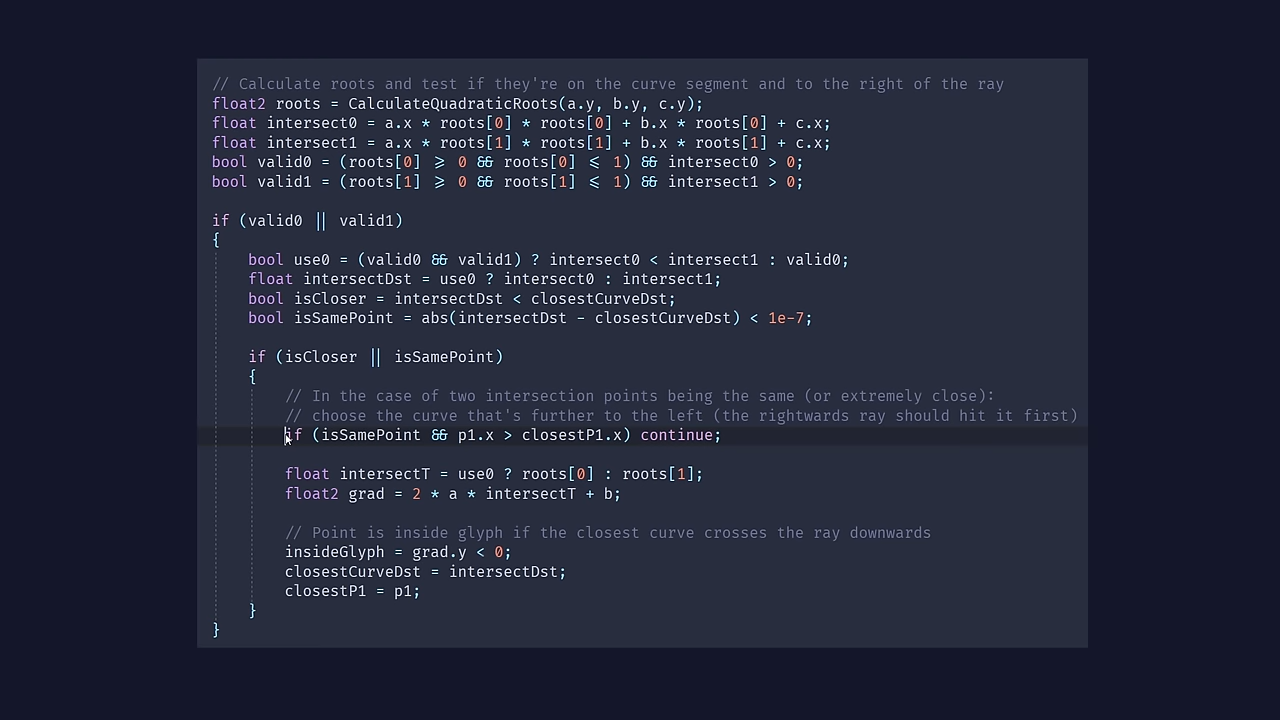 // Calculate roots and test if they're on the curve segment and to the right of the ray
float2 roots = CalculateQuadraticRoots(a.y, b.y, c.y);
float intersect0 = a.x * roots[0] * roots[0] + b.x * roots[0] + c.x;
float intersect1 = a.x * roots[1] * roots[1] + b.x * roots[1] + c.x;
bool valid0 = (roots[0] ⩾ 0 && roots[0] ⩽ 1) && intersect0 > 0;
bool valid1 = (roots[1] ⩾ 0 && roots[1] ⩽ 1) && intersect1 > 0;
if (valid0 || valid1)
{
bool use0 = (valid0 && valid1) ? intersect0 < intersect1 : valid0;
float intersectDst = use0 ? intersect0 : intersect1;
bool isCloser = intersectDst < closestCurveDst;
bool isSamePoint = abs(intersectDst - closestCurveDst) < 1e-7;
if (isCloser || isSamePoint)
{
// In the case of two intersection points being the same (or extremely close):
// choose the curve that's further to the left (the rightwards ray should hit it first)
if (isSamePoint && p1.x > closestP1.x) continue;
float intersectT = use0 ? roots[0] : roots[1];
float2 grad = 2 * a * intersectT + b;
// Point is inside glyph if the closest curve crosses the ray downwards
insideGlyph = grad.y < 0;
closestCurveDst = intersectDst;
closestP1 = p1;
}
}